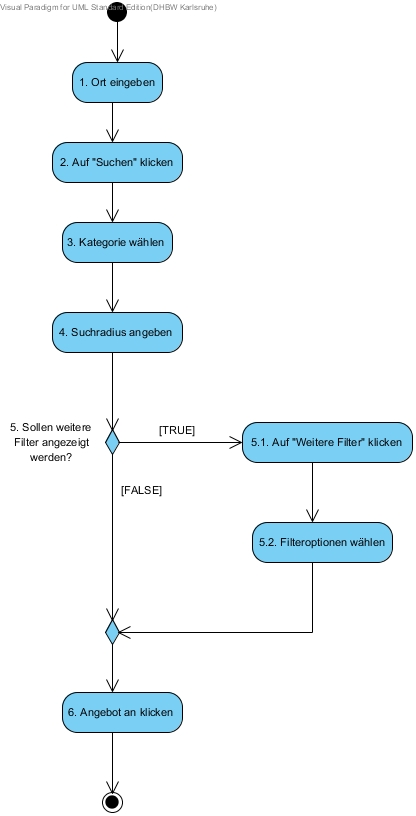 Visual Paradigm for UML Standard Edition(DHBW Karlsruhe)
1. Ort eingeben
2. Auf "Suchen" klicken
3. Kategorie wählen
4. Suchradius angeben
5. Sollen weitere
Filter angezeigt
werden?
[TRUE]
5.1. Auf "Weitere Filter" klicken
[FALSE]
5.2. Filteroptionen wählen
6. Angebot an klicken